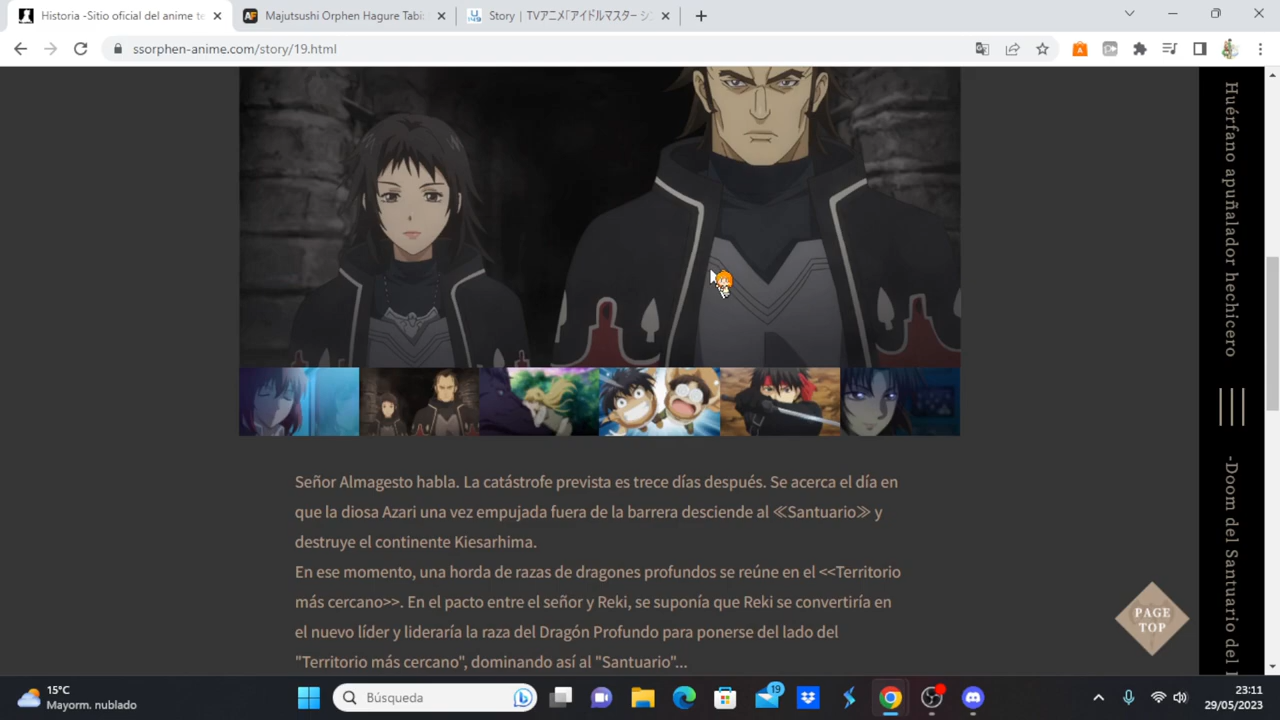 Historia -Sitio oficial del anime te
Majutsushi Orphen Hagure Tabi:
Story | TVアニメ「アイドルマスター シ
ssorphen-anime.com/story/19.html
Huérfano apuñalador hechicero
-Doom del Santuario del
Señor Almagesto habla. La catástrofe prevista es trece días después. Se acerca el día en
que la diosa Azari una vez empujada fuera de la barrera desciende al ≪Santuario≫ y
destruye el continente Kiesarhima.
En ese momento, una horda de razas de dragones profundos se reúne en el <<Territorio
más cercano>>. En el pacto entre el señor y Reki, se suponía que Reki se convertiría en
el nuevo líder y lideraría la raza del Dragón Profundo para ponerse del lado del
"Territorio más cercano", dominando así al "Santuario"...
PAGE
TOP
15°C
Mayorm. nublado
Búsqueda
19
23:11
29/05/2023